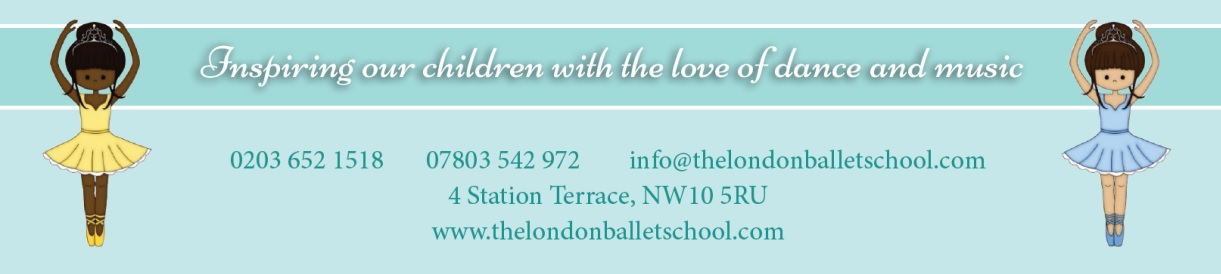 Inspiring our children with the love of dance and music
0203 652 1518 07803 542 972 info@thelondonballetschool.com
4 Station Terrace, NW10 5RU
www.thelondonballetschool.com